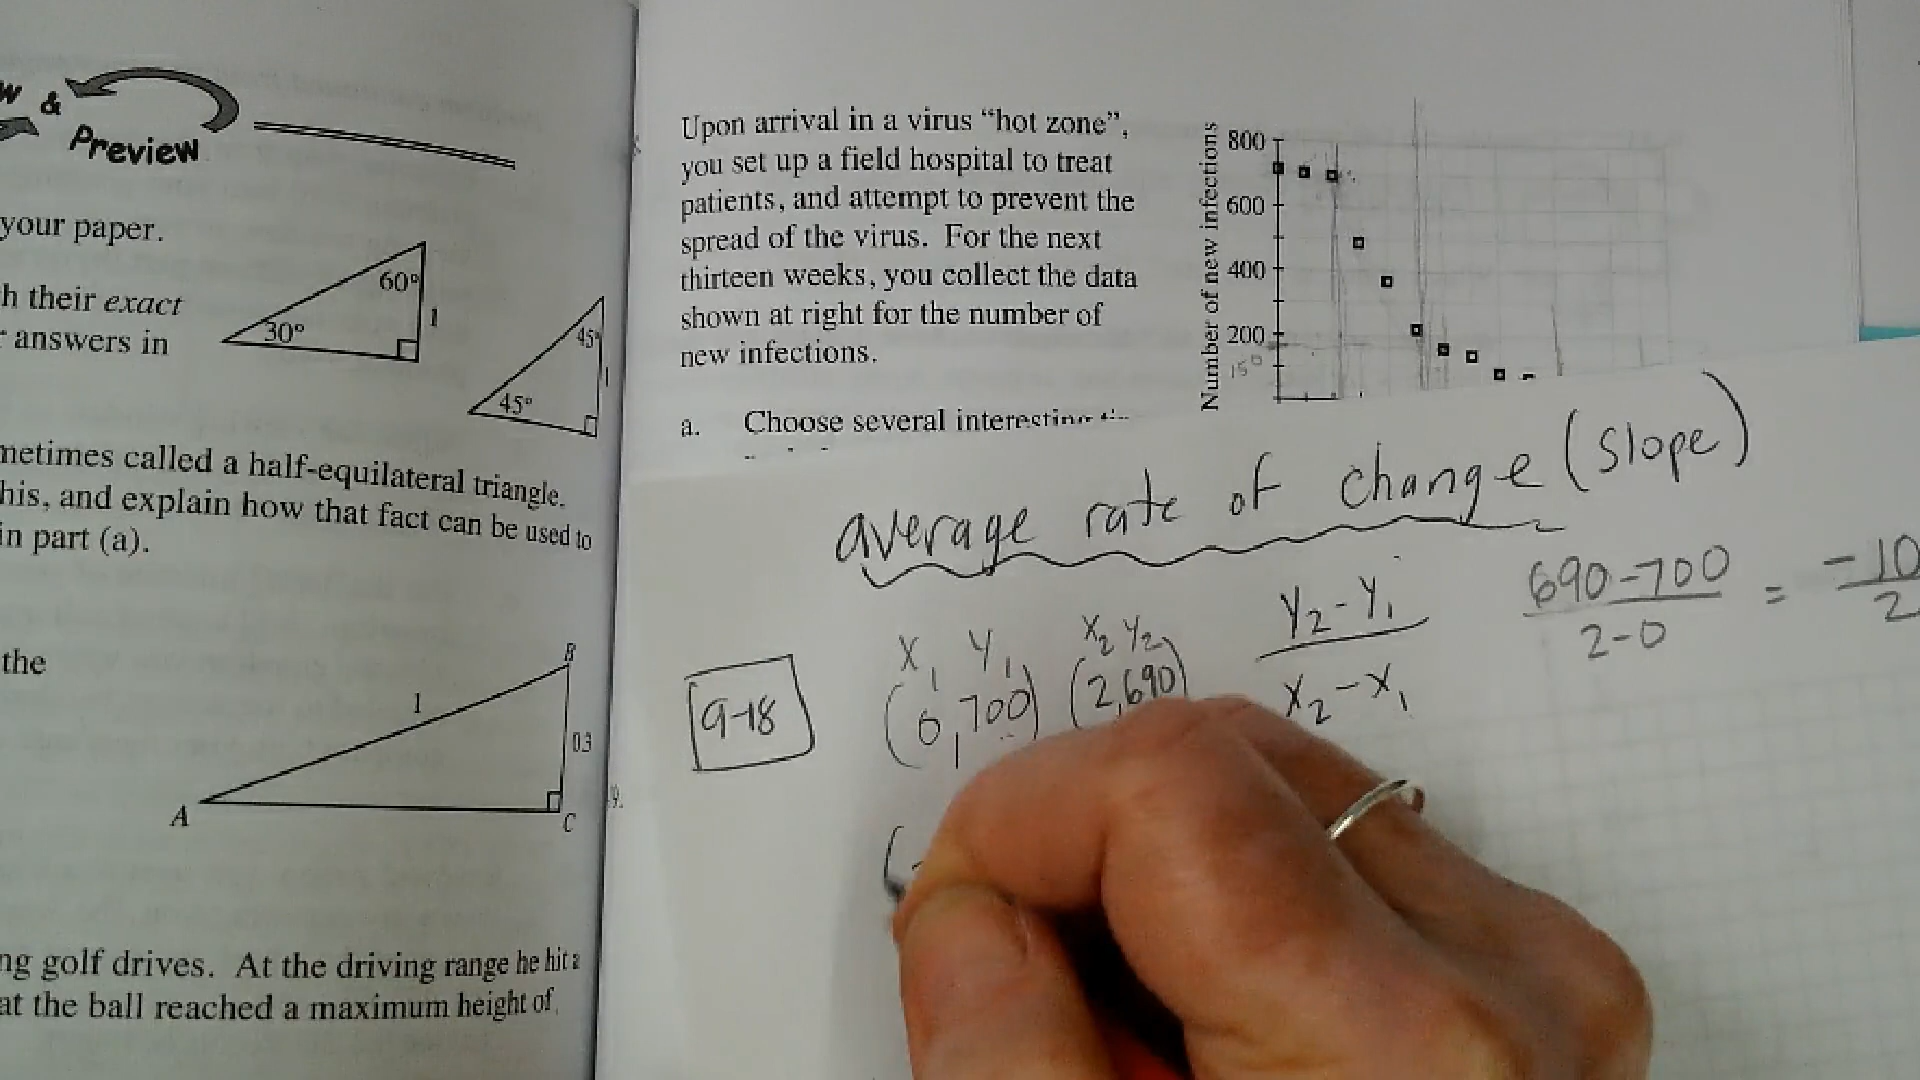 &
Preview
your paper.
h their exact
answers in
60°
1
30°
45°
1
45°
metimes called a half-equilateral triangle.
his, and explain how that fact can be used to
in part (a).
the
B
1
0.3
A
C
ng golf drives. At the driving range he hit a
at the ball reached a maximum height of
Upon arrival in a virus “hot zone”,
you set up a field hospital to treat
patients, and attempt to prevent the
spread of the virus. For the next
thirteen weeks, you collect the data
shown at right for the number of
new infections.
a. Choose several interesting
Number of new infections
800
600
400
200
150
average rate of change (slope)
9-18
x₁ y₁ x₂ y₂
(0, 700) (2, 690)
y₂ - y₁
x₂ - x₁
690-700 = -10
2-0 2
9.
(